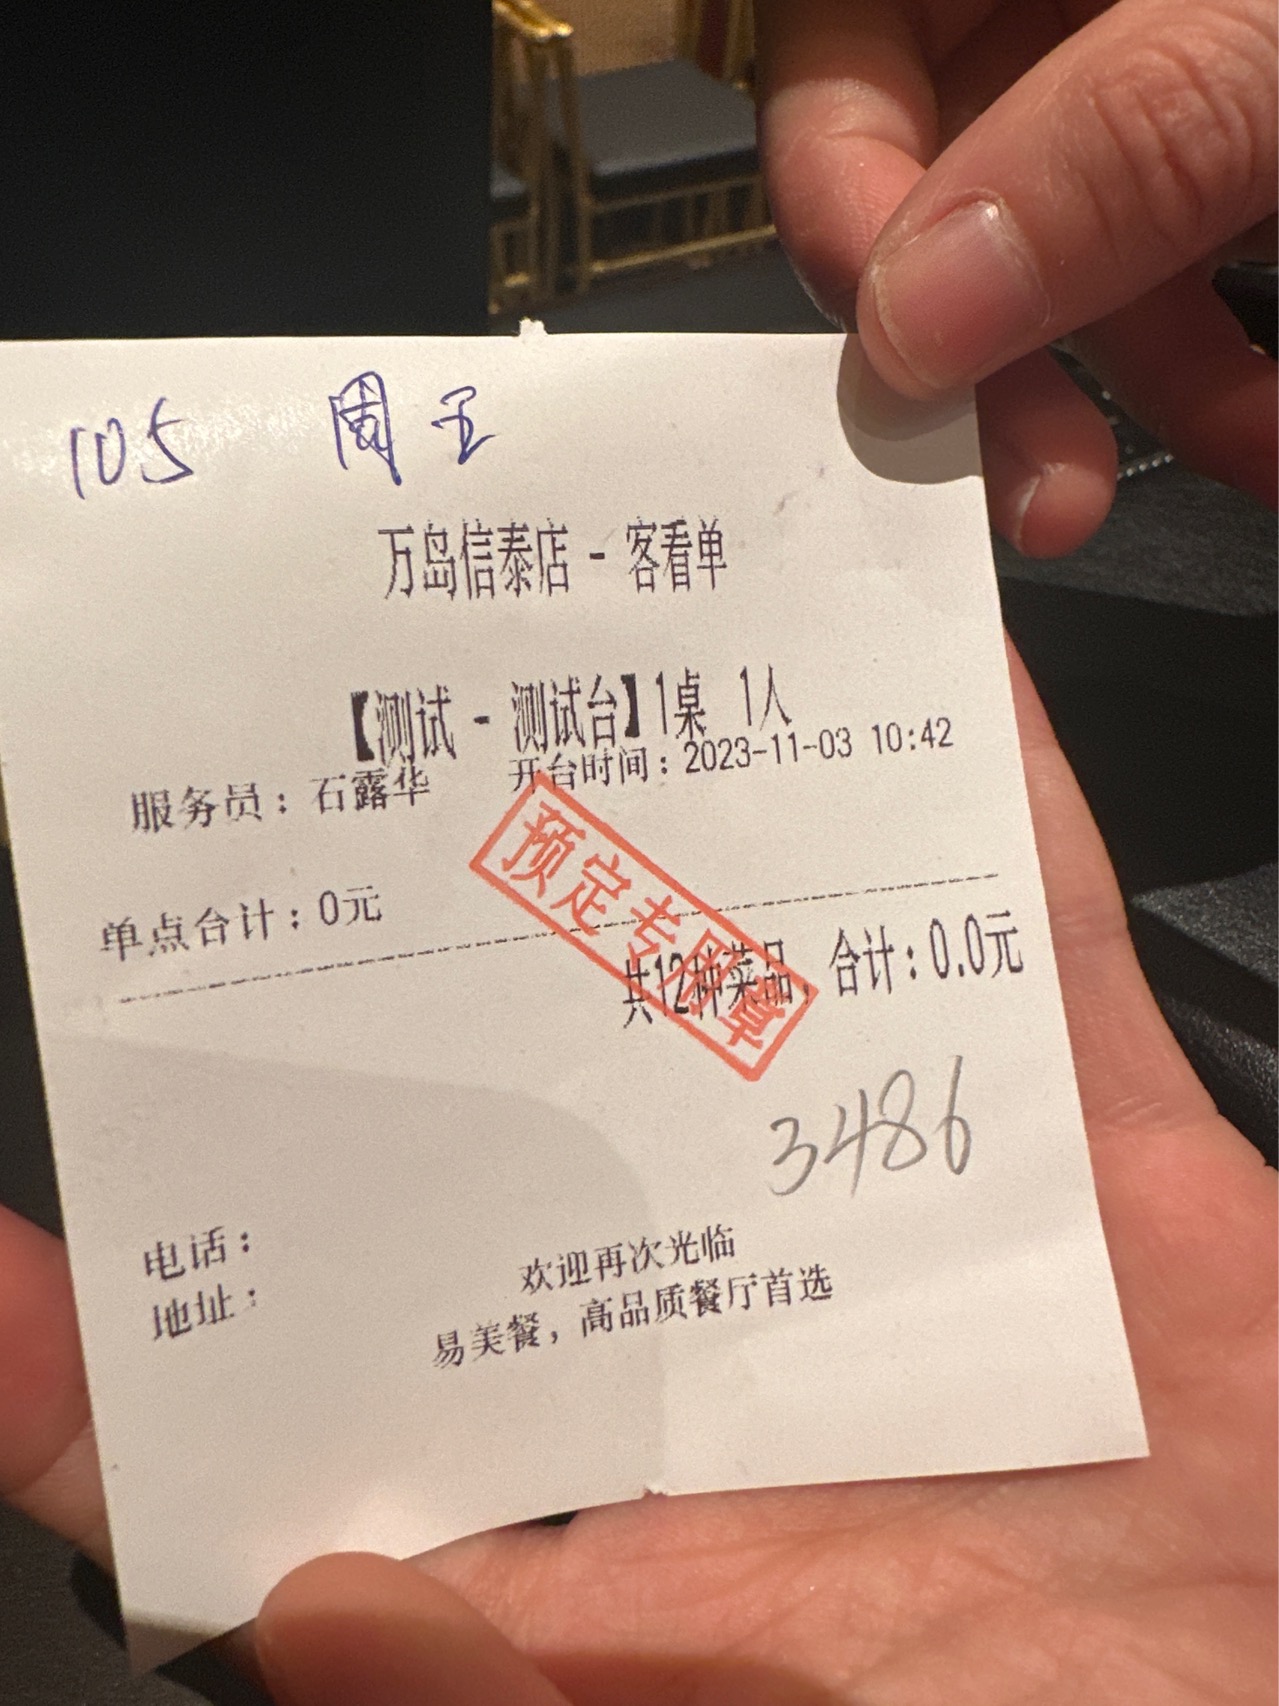 105 周五
万岛信泰店 - 客看单
【测试 - 测试台】1桌 1人
服务员：石露华 开台时间：2023-11-03 10:42
单点合计：0元
预定专用章
共12种菜品，合计：0.0元
3486
电话：
地址：
欢迎再次光临
易美餐，高品质餐厅首选